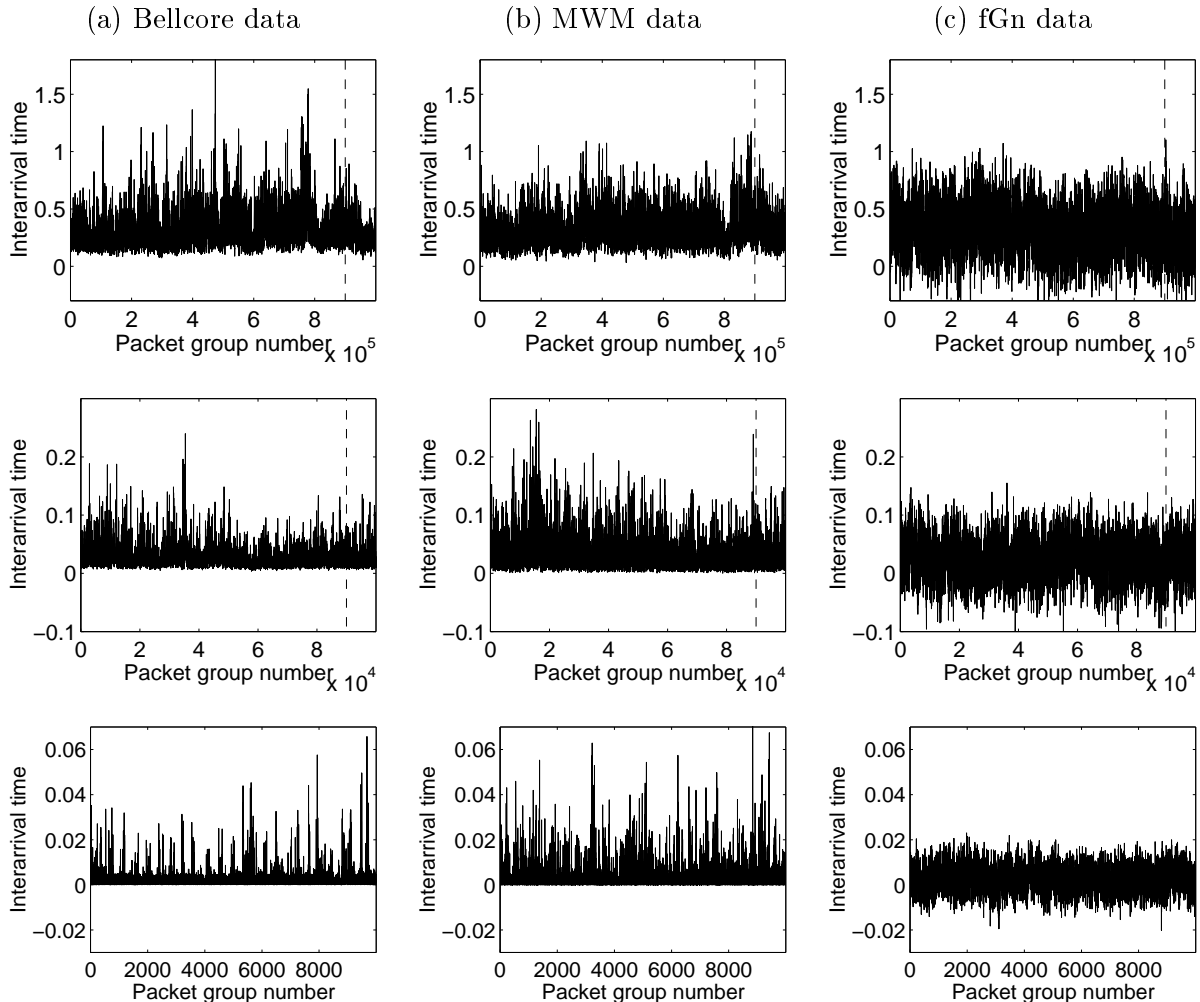 (a) Bellcore data
(b) MWM data
(c) fGn data
Interarrival time
1.5
1
0.5
0
0 2 4 6 8
Packet group number
x 10^5
Interarrival time
1.5
1
0.5
0
0 2 4 6 8
Packet group number
x 10^5
Interarrival time
1.5
1
0.5
0
0 2 4 6 8
Packet group number
x 10^5
Interarrival time
0.2
0.1
0
−0.1
0 2 4 6 8
Packet group number
x 10^4
Interarrival time
0.2
0.1
0
−0.1
0 2 4 6 8
Packet group number
x 10^4
Interarrival time
0.2
0.1
0
−0.1
0 2 4 6 8
Packet group number
x 10^4
Interarrival time
0.06
0.04
0.02
0
−0.02
0 2000 4000 6000 8000
Packet group number
Interarrival time
0.06
0.04
0.02
0
−0.02
0 2000 4000 6000 8000
Packet group number
Interarrival time
0.06
0.04
0.02
0
−0.02
0 2000 4000 6000 8000
Packet group number